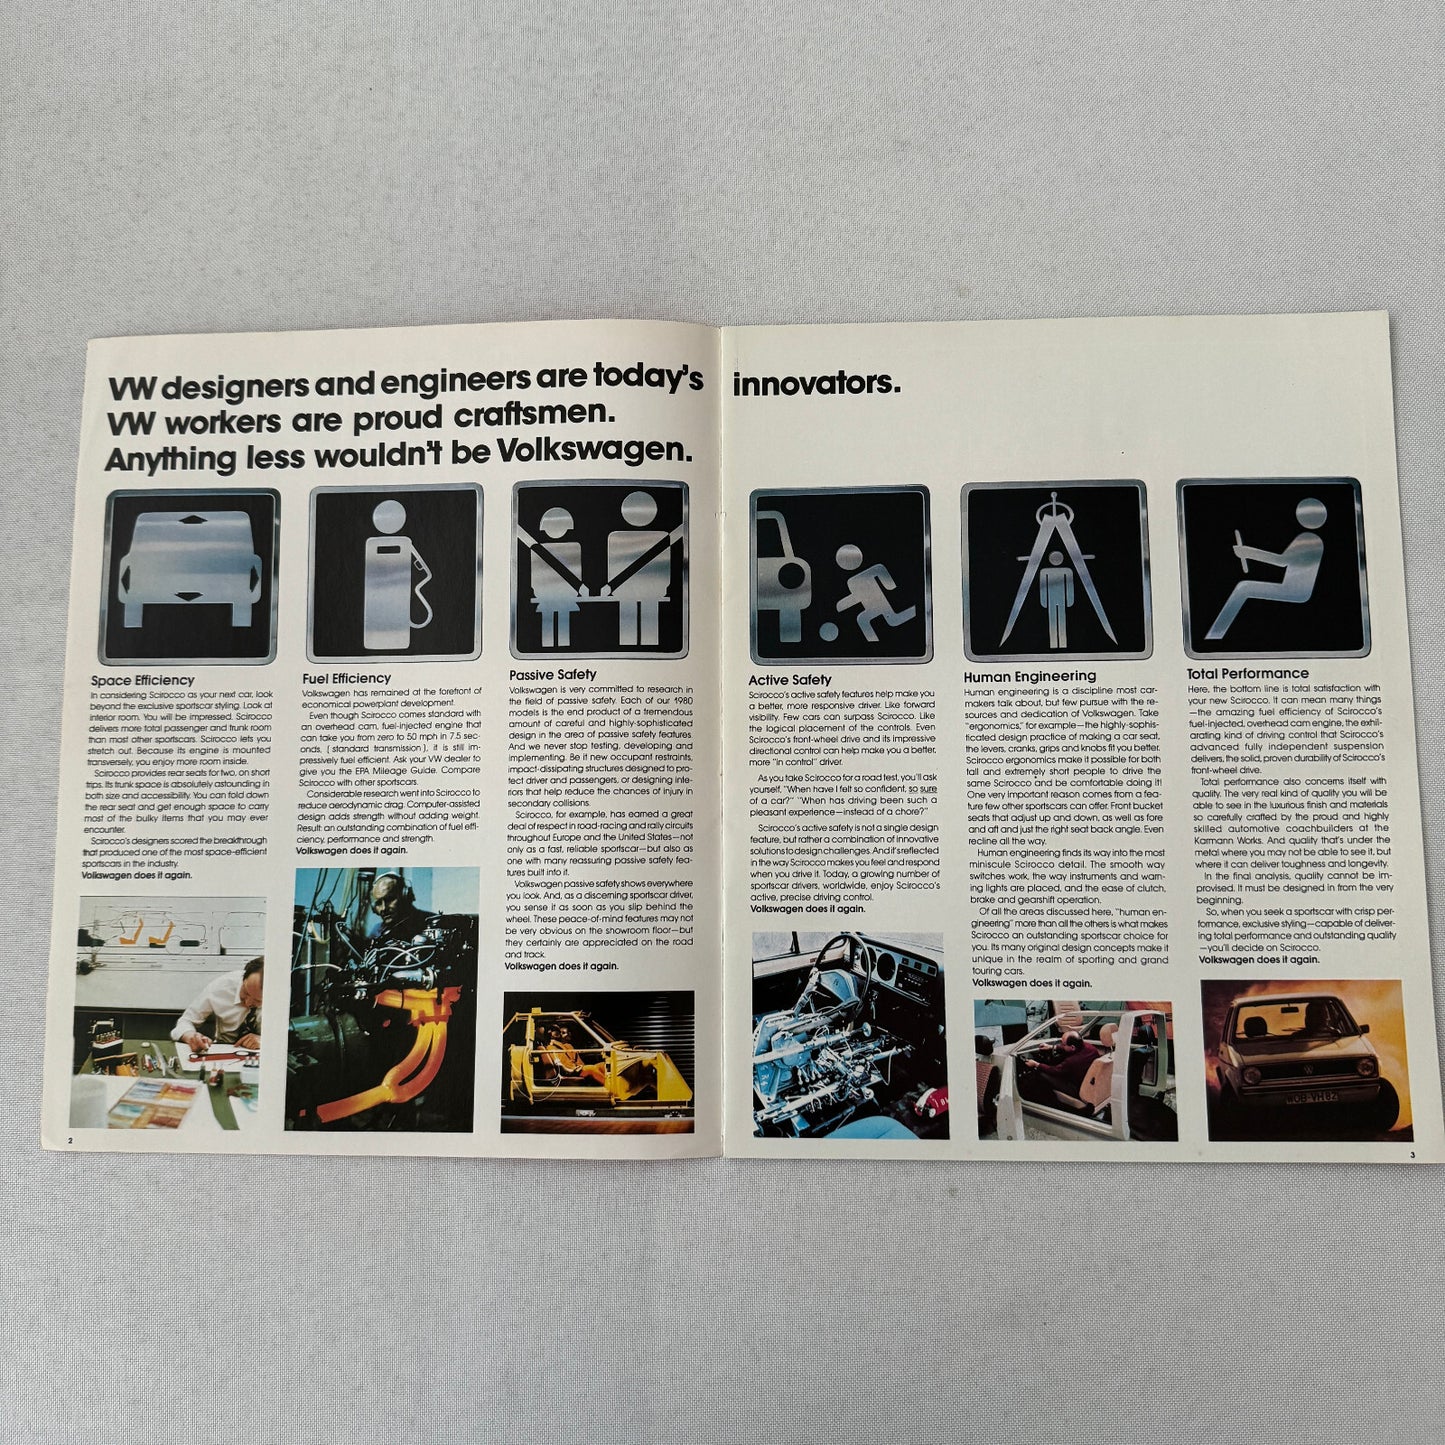 VW designers and engineers are today's innovators.
VW workers are proud craftsmen.
Anything less wouldn't be Volkswagen.
Space Efficiency
In considering Scirocco as your next car, look
beyond the exclusive sportscar styling. Look at
interior room. You will be impressed. Scirocco
delivers more total passenger and trunk room
than most other sportscars. Scirocco lets you
stretch out. Because its engine is mounted
transversely, you enjoy more room inside.
Scirocco provides rear seats for two, on short
trips. Its trunk space is absolutely astounding in
both size and accessibility. You can fold down
the rear seat and get enough space to carry
most of the bulky items that you may ever
encounter.
Scirocco's designers scored the breakthrough
that produced one of the most space-efficient
sportscars in the industry.
Volkswagen does it again.
Fuel Efficiency
Volkswagen has remained at the forefront of
economical powerplant development.
Even though Scirocco comes standard with
an overhead cam, fuel-injected engine that
can take you from zero to 50 mph in 7.5 sec-
onds, (standard transmission), it is still im-
pressively fuel efficient. Ask your VW dealer to
give you the EPA Mileage Guide. Compare
Scirocco with other sportscars.
Considerable research went into Scirocco to
reduce aerodynamic drag. Computer-assisted
design adds strength without adding weight.
Result: an outstanding combination of fuel effi-
ciency, performance and strength.
Volkswagen does it again.
Passive Safety
Volkswagen is very committed to research in
the field of passive safety. Each of our 1980
models is the end product of a tremendous
amount of careful and highly-sophisticated
design in the area of passive safety features.
And we never stop testing, developing and
implementing. Be it new occupant restraints,
impact-dissipating structures designed to pro-
tect driver and passengers, or designing inte-
riors that help reduce the chances of injury in
secondary collisions.
Scirocco, for example, has earned a great
deal of respect in road-racing and rally circuits
throughout Europe and the United States—not
only as a fast, reliable sportscar—but also as
one with many reassuring passive safety fea-
tures built into it.
Volkswagen passive safety shows everywhere
you look. And, as a discerning sportscar driver,
you sense it as soon as you slip behind the
wheel. These peace-of-mind features may not
be very obvious on the showroom floor—but
they certainly are appreciated on the road
and track.
Volkswagen does it again.
Active Safety
Scirocco's active safety features help make you
a better, more responsive driver. Like forward
visibility. Few cars can surpass Scirocco. Like
the logical placement of the controls. Even
Scirocco's front-wheel drive and its impressive
directional control can help make you a better,
more "in control" driver.
As you take Scirocco for a road test, you'll ask
yourself, "When have I felt so confident, so sure
of a car?" "When has driving been such a
pleasant experience—instead of a chore?"
Scirocco's active safety is not a single design
feature, but rather a combination of innovative
solutions to design challenges. And it's reflected
in the way Scirocco makes you feel and respond
when you drive it. Today, a growing number of
sportscar drivers, worldwide, enjoy Scirocco's
active, precise driving control.
Volkswagen does it again.
Human Engineering
Human engineering is a discipline most car-
makers talk about, but few pursue with the re-
sources and dedication of Volkswagen. Take
"ergonomics," for example—the highly-sophis-
ticated design practice of making a car seat,
the levers, cranks, grips and knobs fit you better.
Scirocco ergonomics make it possible for both
tall and extremely short people to drive the
same Scirocco and be comfortable doing it!
One very important reason comes from a fea-
ture few other sportscars can offer. Front bucket
seats that adjust up and down, as well as fore
and aft and just the right seat back angle. Even
recline all the way.
Human engineering finds its way into the most
miniscule Scirocco detail. The smooth way
switches work, the way instruments and warn-
ing lights are placed, and the ease of clutch,
brake and gearshift operation.
Of all the areas discussed here, "human en-
gineering" more than all the others is what makes
Scirocco an outstanding sportscar choice for
you. Its many original design concepts make it
unique in the realm of sporting and grand
touring cars.
Volkswagen does it again.
Total Performance
Here, the bottom line is total satisfaction with
your new Scirocco. It can mean many things
—the amazing fuel efficiency of Scirocco's
fuel-injected, overhead cam engine, the exhil-
arating kind of driving control that Scirocco's
advanced fully independent suspension
delivers, the solid, proven durability of Scirocco's
front-wheel drive.
Total performance also concerns itself with
quality. The very real kind of quality you will be
able to see in the luxurious finish and materials
so carefully crafted by the proud and highly
skilled automotive coachbuilders at the
Karmann Works. And quality that's under the
metal where you may not be able to see it, but
where it can deliver toughness and longevity.
In the final analysis, quality cannot be im-
provised. It must be designed in from the very
beginning.
So, when you seek a sportscar with crisp per-
formance, exclusive styling—capable of deliver-
ing total performance and outstanding quality
—you'll decide on Scirocco.
Volkswagen does it again.
WOB-VH82
2
3